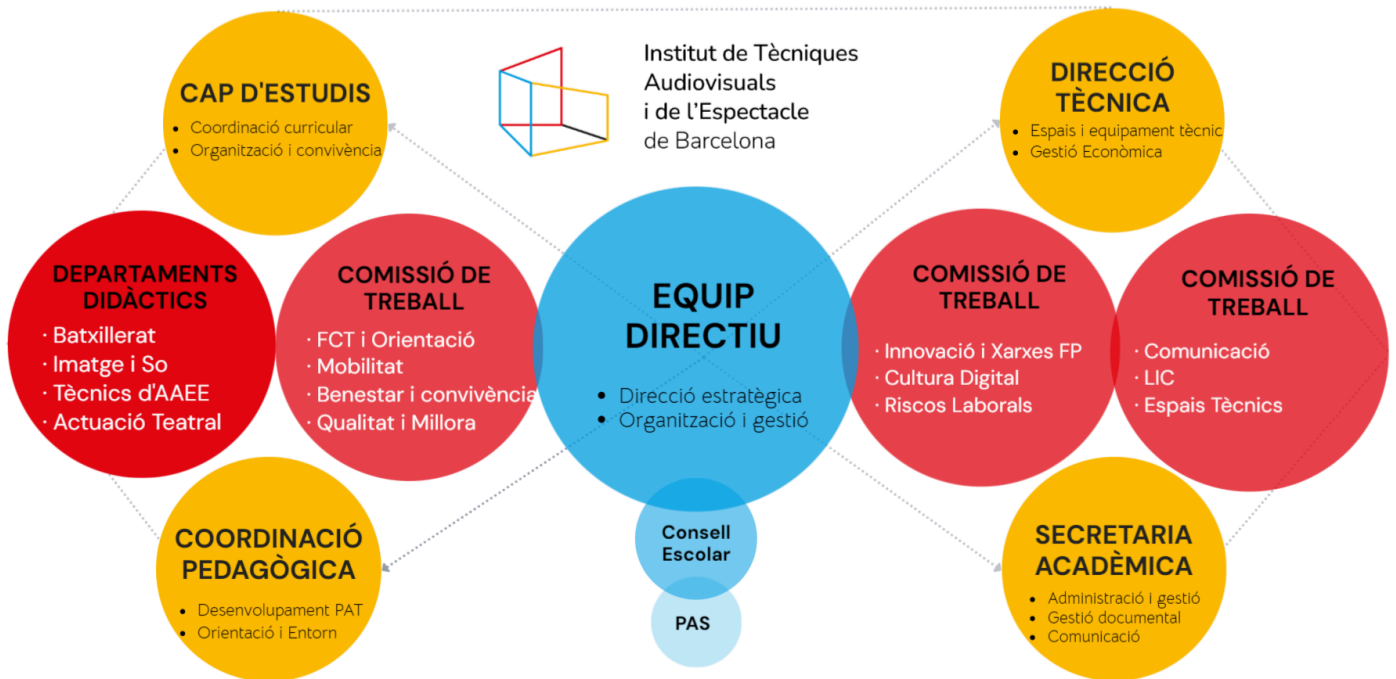 CAP D'ESTUDIS
• Coordinació curricular
• Organització i convivència
Institut de Tècniques
Audiovisuals
i de l'Espectacle
de Barcelona
DIRECCIÓ
TÈCNICA
• Espais i equipament tècnic
• Gestió Econòmica
DEPARTAMENTS
DIDÀCTICS
· Batxillerat
· Imatge i So
· Tècnics d'AAEE
· Actuació Teatral
COMISSIÓ DE
TREBALL
· FCT i Orientació
· Mobilitat
· Benestar i convivència
· Qualitat i Millora
EQUIP
DIRECTIU
• Direcció estratègica
• Organització i gestió
COMISSIÓ DE
TREBALL
· Innovació i Xarxes FP
· Cultura Digital
· Riscos Laborals
COMISSIÓ DE
TREBALL
· Comunicació
· LIC
· Espais Tècnics
COORDINACIÓ
PEDAGÒGICA
• Desenvolupament PAT
• Orientació i Entorn
Consell
Escolar
PAS
SECRETARIA
ACADÈMICA
• Administració i gestió
• Gestió documental
• Comunicació